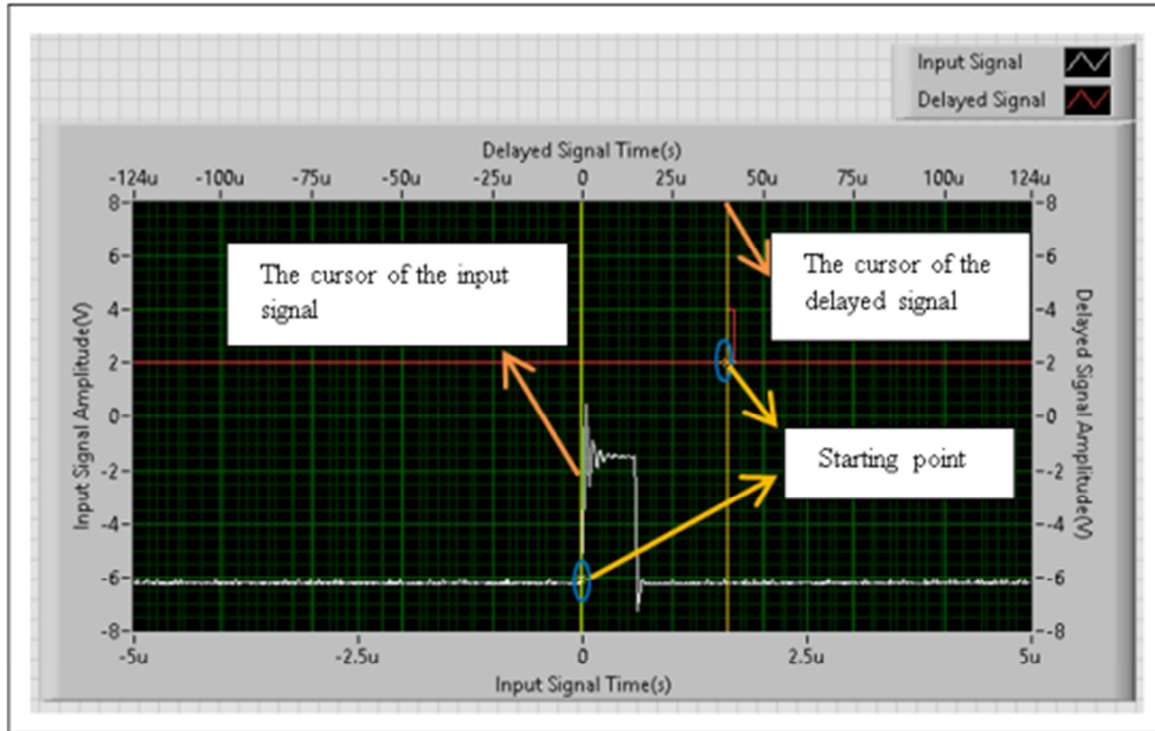 Input Signal
Delayed Signal
Delayed Signal Time(s)
-124u -100u -75u -50u -25u 0 25u 50u 75u 100u 124u
8 6 4 2 0 -2 -4 -6 -8
Input Signal Amplitude(V)
The cursor of the input
signal
The cursor of the
delayed signal
Starting point
-8 -6 -4 -2 -0 -2 -4 -6 -8
Delayed Signal Amplitude(V)
-5u -2.5u 0 2.5u 5u
Input Signal Time(s)